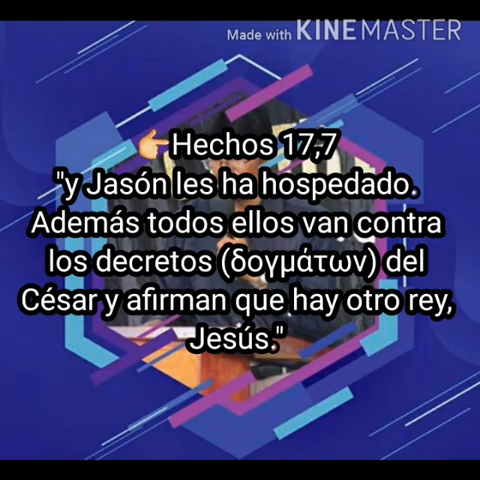 Made with KINEMASTER
👉Hechos 17,7
"y Jasón les ha hospedado.
Además todos ellos van contra
los decretos (δογμάτων) del
César y afirman que hay otro rey,
Jesús."